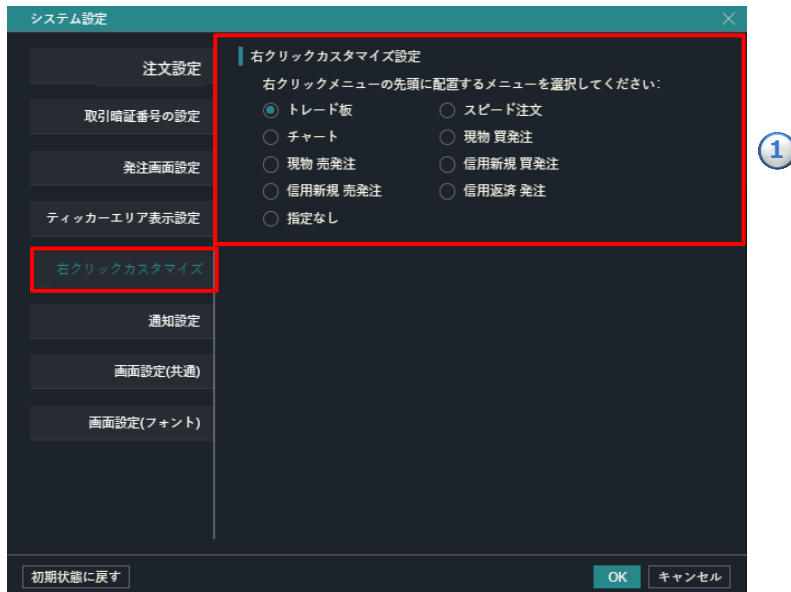 システム設定
注文設定
取引暗証番号の設定
発注画面設定
ティッカーエリア表示設定
右クリックカスタマイズ
通知設定
画面設定(共通)
画面設定(フォント)
右クリックカスタマイズ設定
右クリックメニューの先頭に配置するメニューを選択してください:
トレード板 スピード注文
チャート 現物 買発注
現物 売発注 信用新規 買発注
信用新規 売発注 信用返済 発注
指定なし
1
初期状態に戻す OK キャンセル